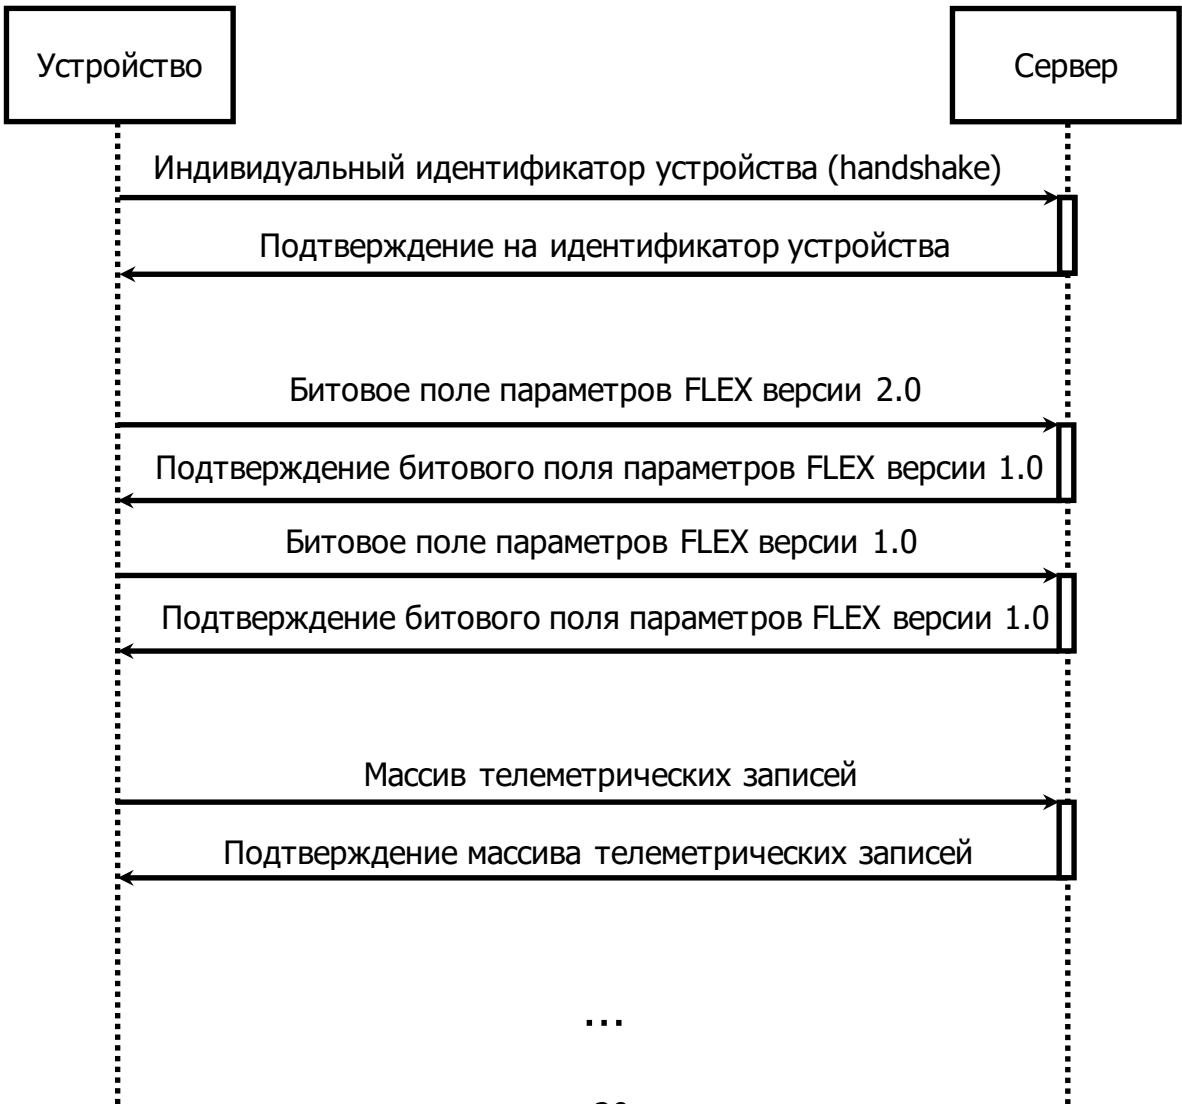 Устройство
Сервер
Индивидуальный идентификатор устройства (handshake)
Подтверждение на идентификатор устройства
Битовое поле параметров FLEX версии 2.0
Подтверждение битового поля параметров FLEX версии 1.0
Битовое поле параметров FLEX версии 1.0
Подтверждение битового поля параметров FLEX версии 1.0
Массив телеметрических записей
Подтверждение массива телеметрических записей
...